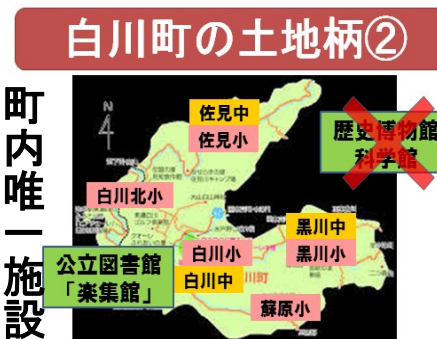 白川町の土地柄②
町内唯一施設
N
佐見中
佐見小
歴史博物館
科学館
白川北小
黒川中
白川小
黒川小
公立図書館
「楽集館」
白川中
川町
蘇原小